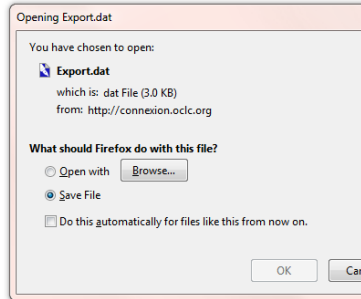 Opening Export.dat
You have chosen to open:
Export.dat
which is: dat File (3.0 KB)
from: http://connexion.oclc.org
What should Firefox do with this file?
Open with Browse...
Save File
Do this automatically for files like this from now on.
OK Can